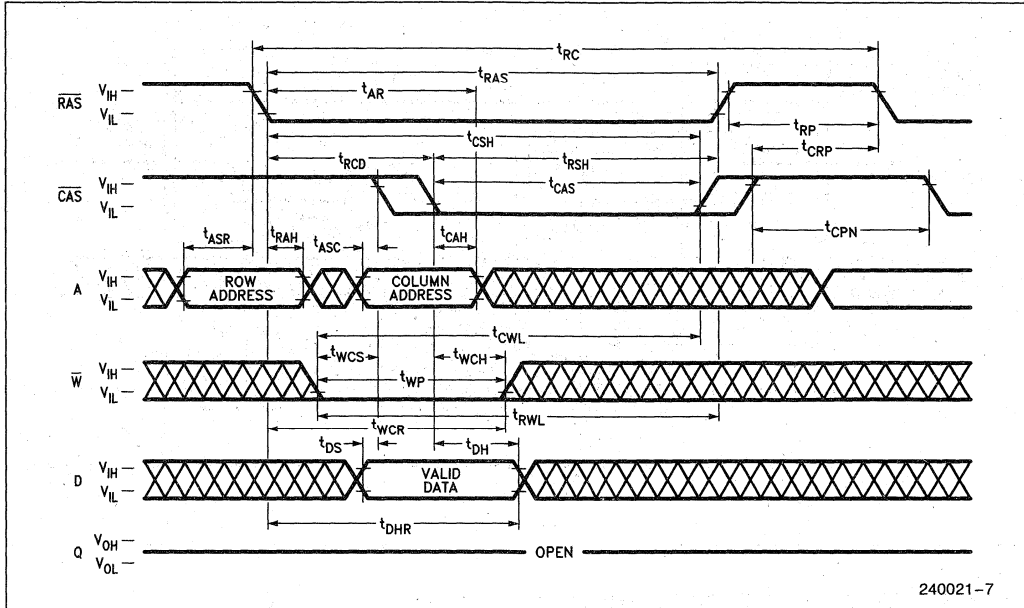 tRC
tRAS
tAR
RAS VIH
VIL
tRP
tCSH
tCRP
tRCD tRSH
CAS VIH
VIL
tCAS
tCPN
tASR tRAH tASC tCAH
A VIH
VIL
ROW ADDRESS
COLUMN ADDRESS
tCWL
tWCS tWCH
W VIH
VIL
tWP
tRWL
tWCR
tDS tDH
D VIH
VIL
VALID DATA
tDHR
Q VOH
VOL
OPEN
240021-7